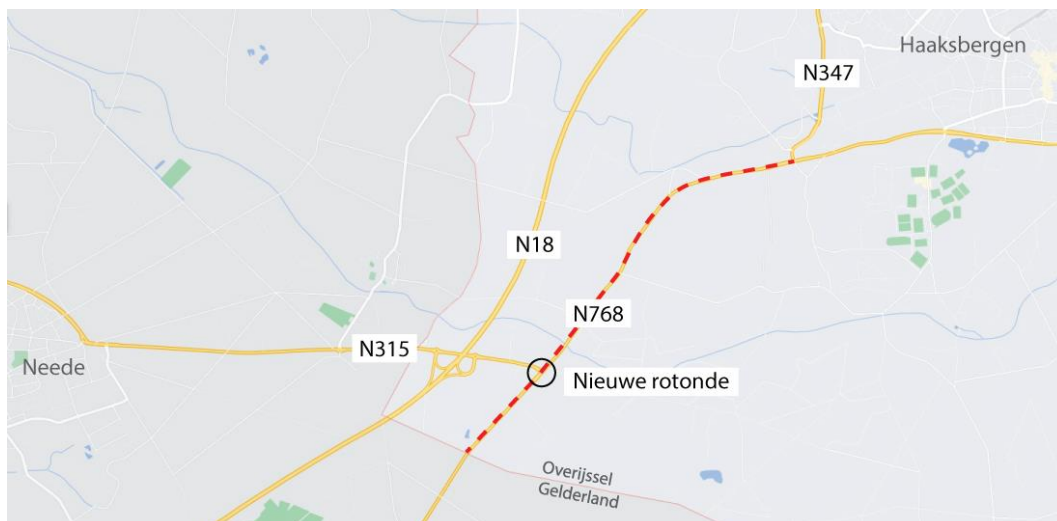 Haaksbergen
N347
N18
N768
N315
Neede
Nieuwe rotonde
Overijssel
Gelderland